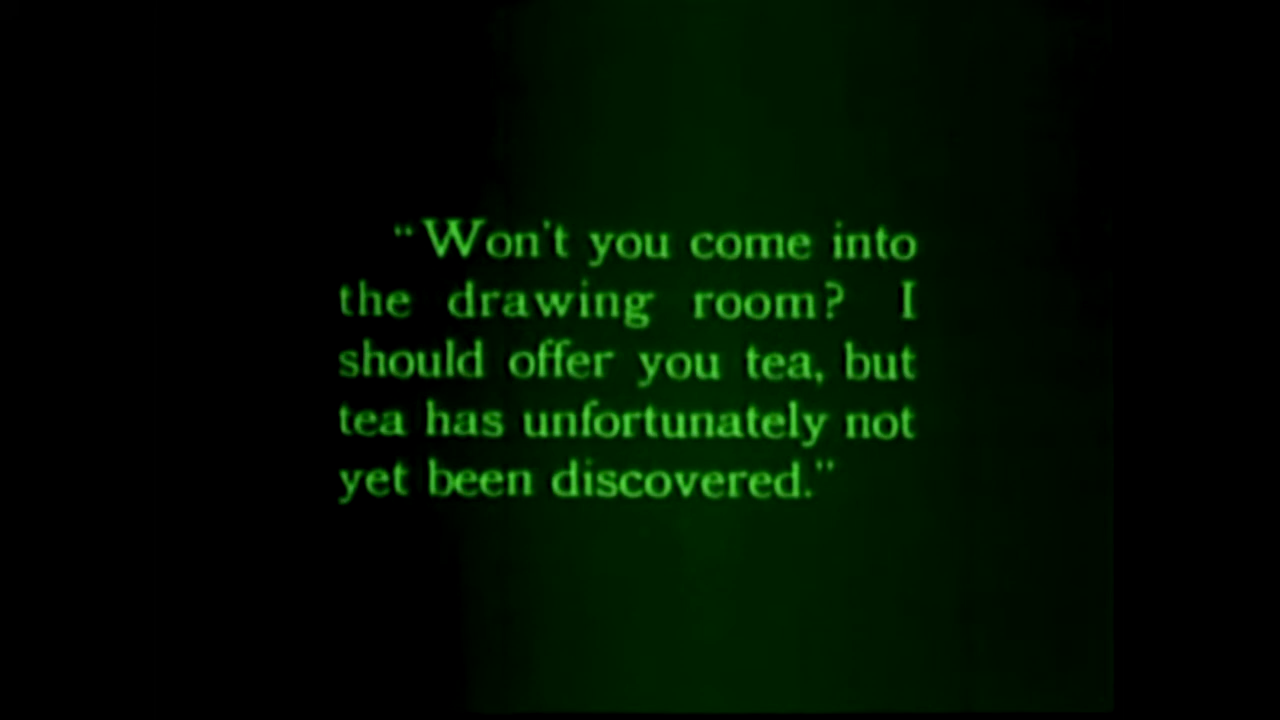 "Won't you come into
the drawing room? I
should offer you tea, but
tea has unfortunately not
yet been discovered."